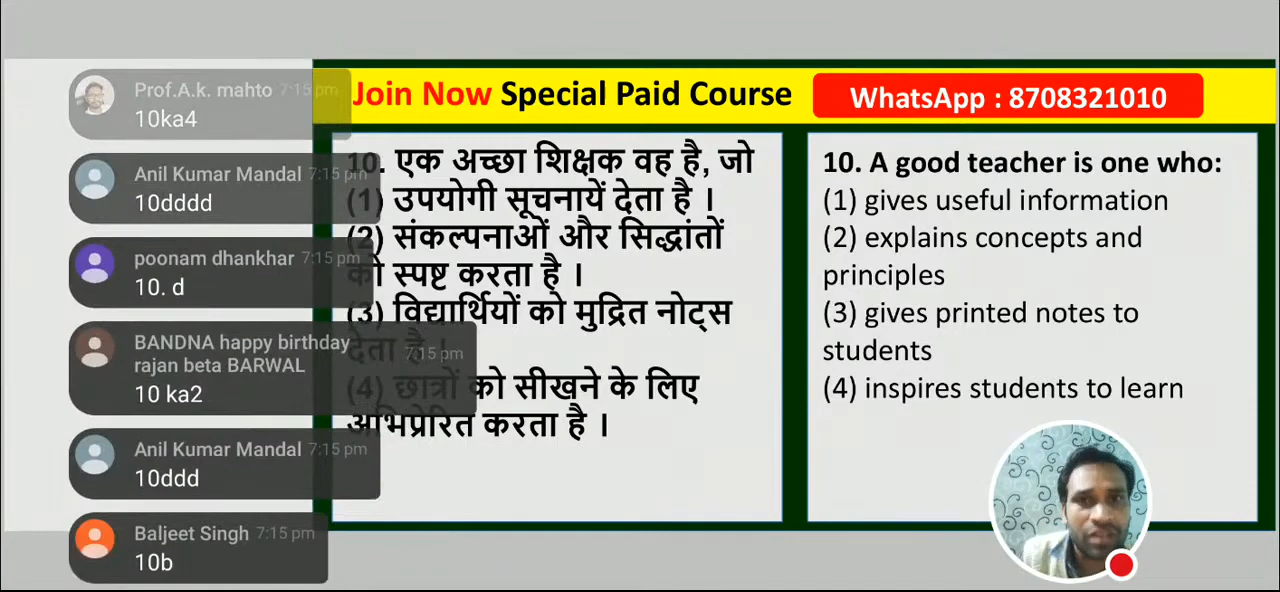 Prof.A.k. mahto 7:15 pm
10ka4
Anil Kumar Mandal 7:15 pm
10dddd
poonam dhankhar 7:15 pm
10. d
BANDNA happy birthday
rajan beta BARWAL 7:15 pm
10 ka2
Anil Kumar Mandal 7:15 pm
10ddd
Baljeet Singh 7:15 pm
10b
Join Now Special Paid Course
WhatsApp : 8708321010
10. एक अच्छा शिक्षक वह है, जो
(1) उपयोगी सूचनायें देता है ।
(2) संकल्पनाओं और सिद्धांतों
को स्पष्ट करता है ।
(3) विद्यार्थियों को मुद्रित नोट्स
देता है ।
(4) छात्रों को सीखने के लिए
अभिप्रेरित करता है ।
10. A good teacher is one who:
(1) gives useful information
(2) explains concepts and
principles
(3) gives printed notes to
students
(4) inspires students to learn